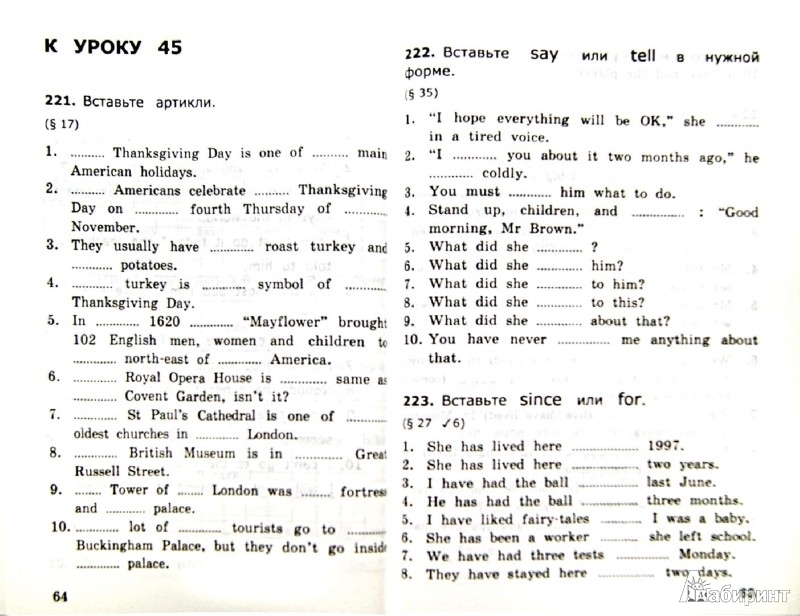 К УРОКУ 45
221. Вставьте артикли.
(§ 17)
1. .......... Thanksgiving Day is one of .......... main
American holidays.
2. .......... Americans celebrate .......... Thanksgiving
Day on ............ fourth Thursday of ............
November.
3. They usually have ............ roast turkey and
............ potatoes.
4. ............ turkey is ............ symbol of ............
Thanksgiving Day.
5. In ............ 1620 ............ "Mayflower" brought
102 English men, women and children to
............ north-east of ............ America.
6. ............ Royal Opera House is ............ same as
............ Covent Garden, isn't it?
7. ............ St Paul's Cathedral is one of ............
oldest churches in ............ London.
8. ............ British Museum is in ............ Great
Russell Street.
9. ........ Tower of ........ London was ........ fortress
and ............ palace.
10. ............ lot of ............ tourists go to ............
Buckingham Palace, but they don't go inside
............ palace.
64
222. Вставьте say или tell в нужной
форме.
(§ 35)
1. "I hope everything will be OK," she ............
in a tired voice.
2. "I ............ you about it two months ago," he
............ coldly.
3. You must ............ him what to do.
4. Stand up, children, and .............. : "Good
morning, Mr Brown."
5. What did she ............ ?
6. What did she ............ him?
7. What did she ............ to him?
8. What did she ............ to this?
9. What did she ............ about that?
10. You have never ............ me anything about
that.
223. Вставьте since или for.
(§ 27 ✓6)
1. She has lived here .................. 1997.
2. She has lived here .................. two years.
3. I have had the ball ................ last June.
4. He has had the ball ................ three months.
5. I have liked fairy-tales ............ I was a baby.
6. She has been a worker ............ she left school.
7. We have had three tests ............ Monday.
8. They have stayed here ............... two days.
Лабиринт